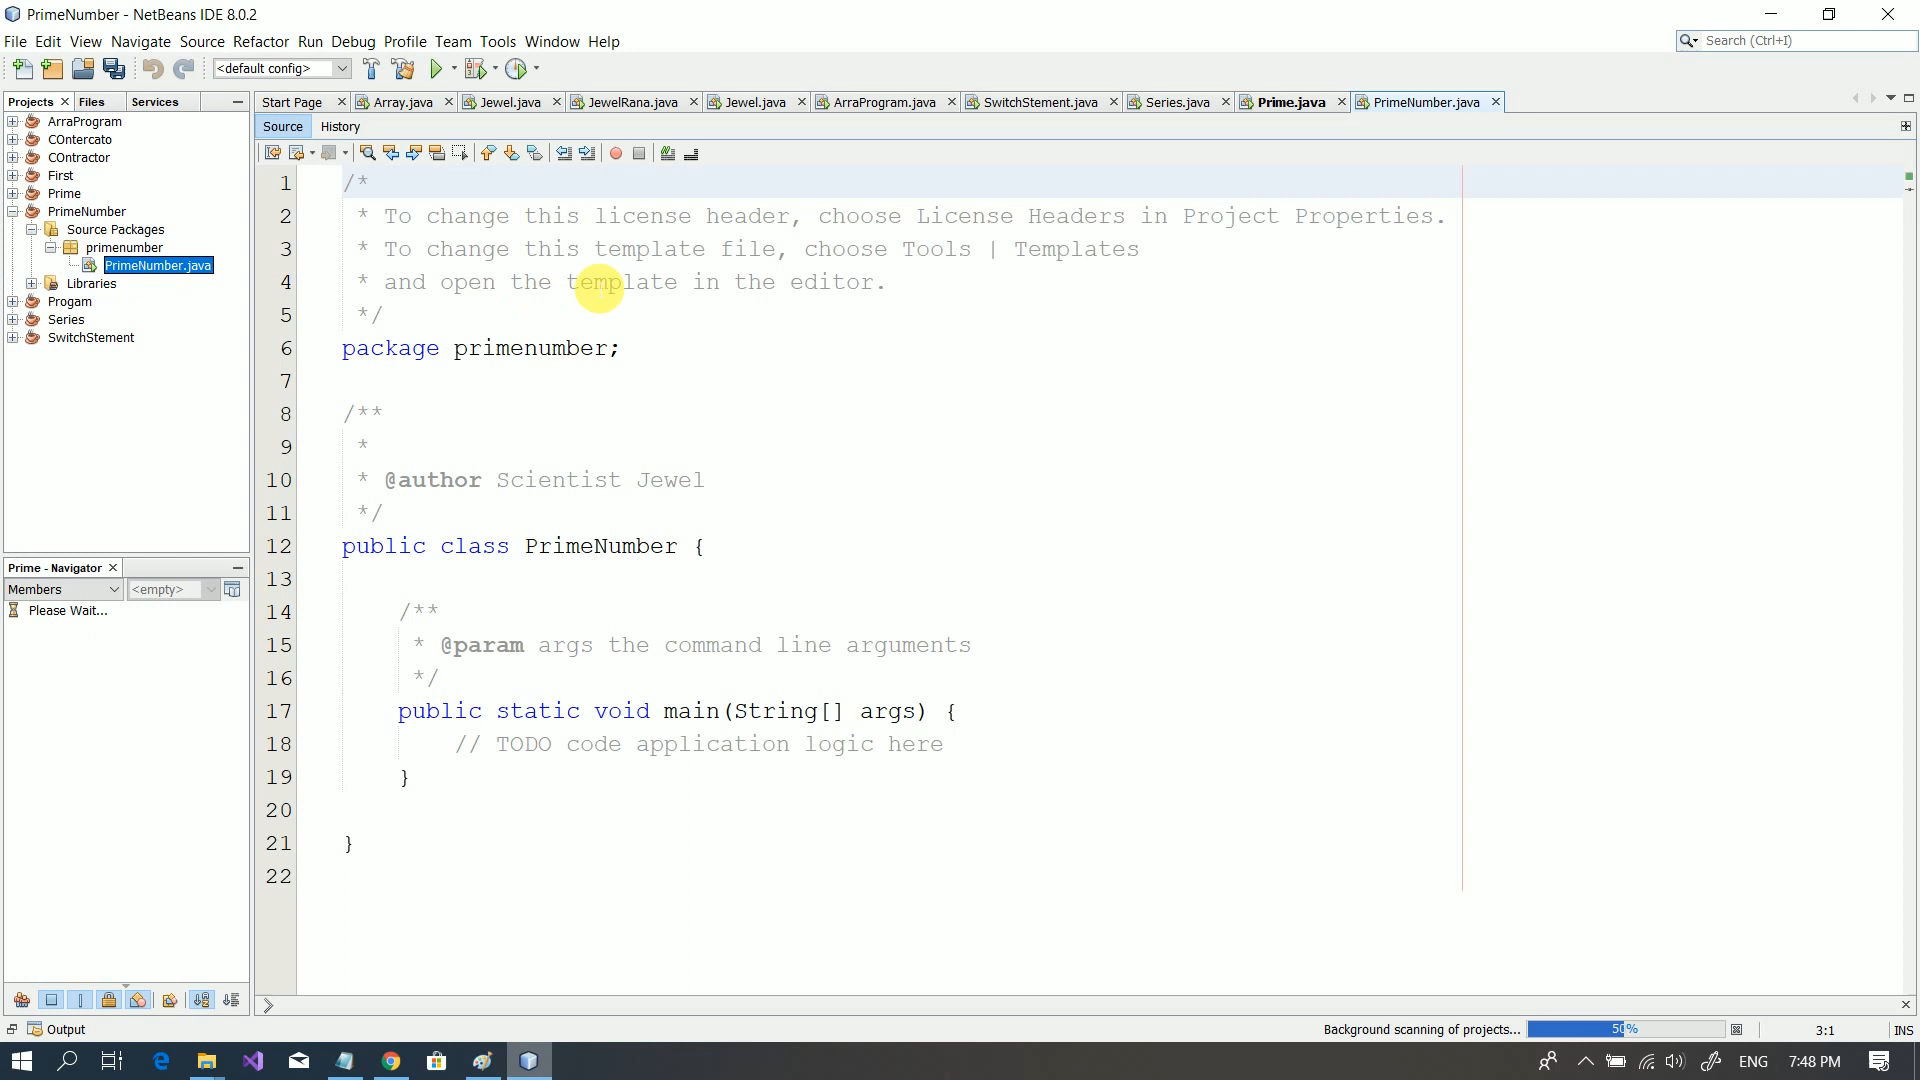 PrimeNumber - NetBeans IDE 8.0.2
File Edit View Navigate Source Refactor Run Debug Profile Team Tools Window Help
Search (Ctrl+I)
<default config>
Projects Files Services
Start Page Array.java Jewel.java JewelRana.java Jewel.java ArraProgram.java SwitchStement.java Series.java Prime.java PrimeNumber.java
Source History
ArraProgram
COntercato
COntractor
First
Prime
PrimeNumber
Source Packages
primenumber
PrimeNumber.java
Libraries
Progam
Series
SwitchStement
Prime - Navigator
Members <empty>
Please Wait...
1 /*
2 * To change this license header, choose License Headers in Project Properties.
3 * To change this template file, choose Tools | Templates
4 * and open the template in the editor.
5 */
6 package primenumber;
7
8 /**
9 *
10 * @author Scientist Jewel
11 */
12 public class PrimeNumber {
13
14 /**
15 * @param args the command line arguments
16 */
17 public static void main(String[] args) {
18 // TODO code application logic here
19 }
20
21 }
22
Output
Background scanning of projects... 50% 3:1 INS
ENG 7:48 PM